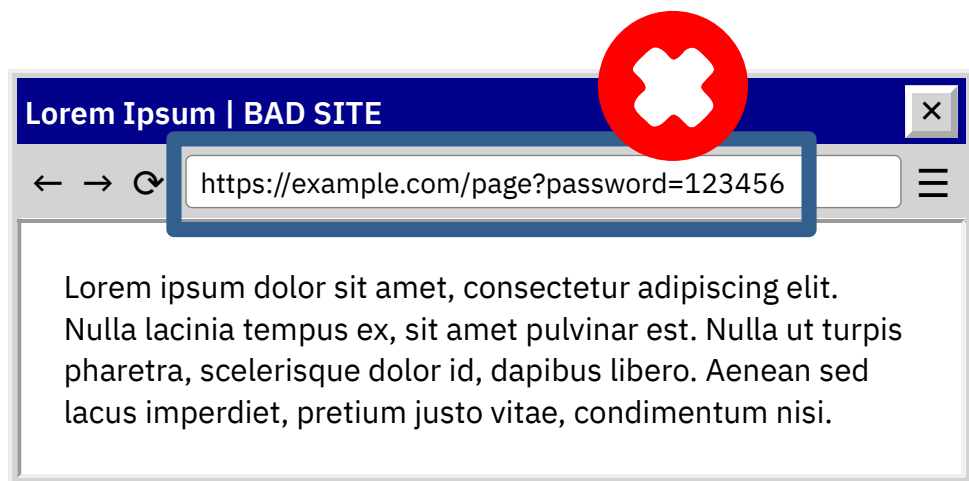 Lorem Ipsum | BAD SITE
https://example.com/page?password=123456
Lorem ipsum dolor sit amet, consectetur adipiscing elit.
Nulla lacinia tempus ex, sit amet pulvinar est. Nulla ut turpis
pharetra, scelerisque dolor id, dapibus libero. Aenean sed
lacus imperdiet, pretium justo vitae, condimentum nisi.